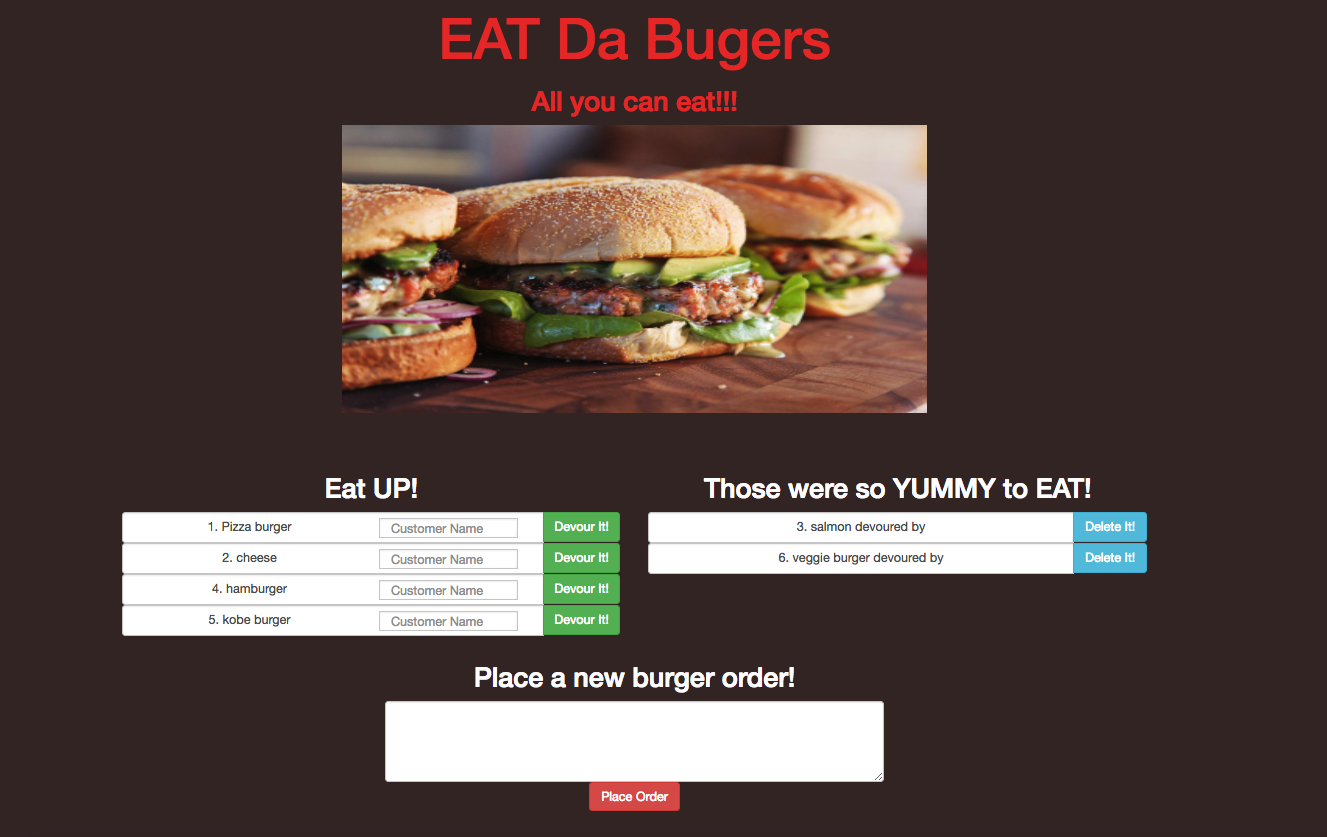 EAT Da Bugers
All you can eat!!!
Eat UP!
1. Pizza burger Customer Name Devour It!
2. cheese Customer Name Devour It!
4. hamburger Customer Name Devour It!
5. kobe burger Customer Name Devour It!
Those were so YUMMY to EAT!
3. salmon devoured by Delete It!
6. veggie burger devoured by Delete It!
Place a new burger order!
Place Order